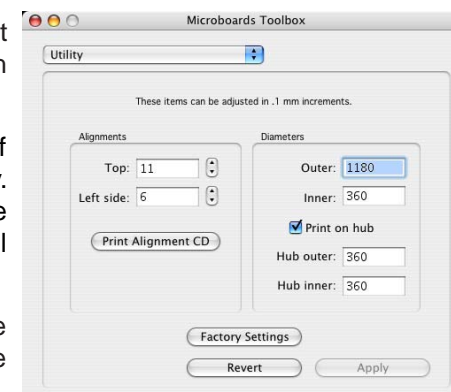 Microboards Toolbox
Utility
These items can be adjusted in .1 mm increments.
Alignments
Top: 11
Left side: 6
Print Alignment CD
Diameters
Outer: 1180
Inner: 360
Print on hub
Hub outer: 360
Hub inner: 360
Factory Settings
Revert
Apply